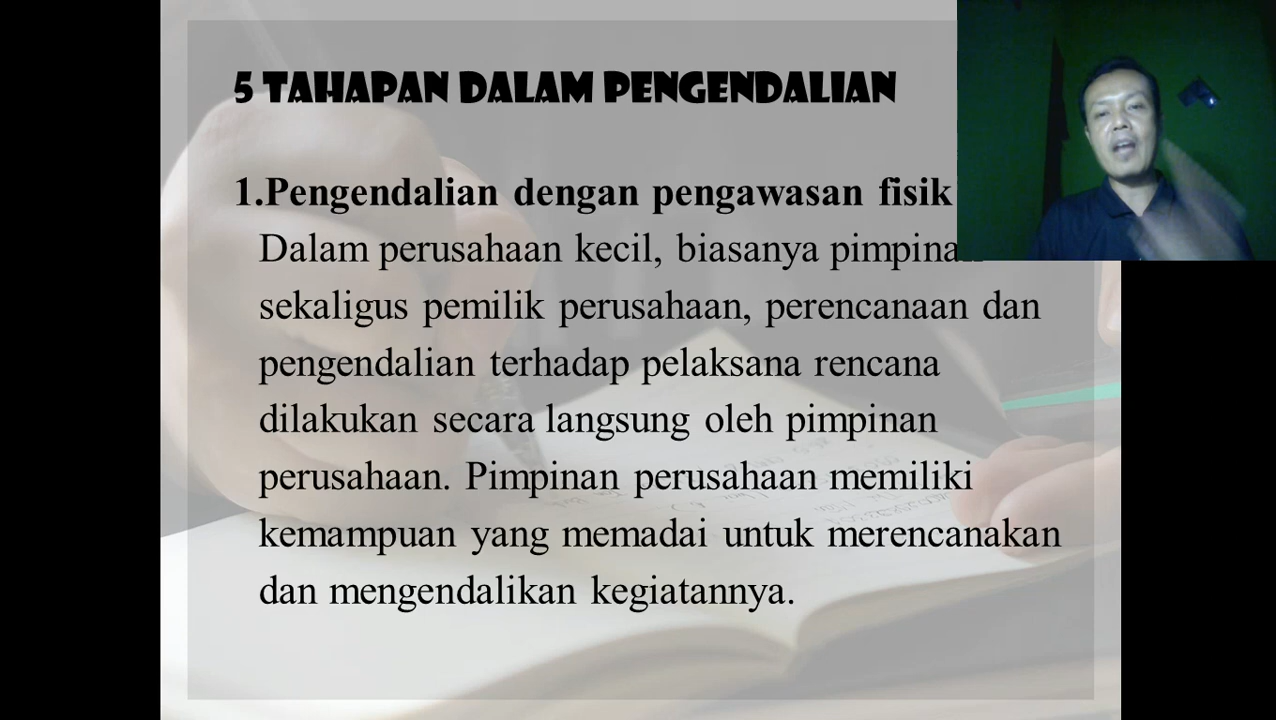 5 TAHAPAN DALAM PENGENDALIAN
1.Pengendalian dengan pengawasan fisik
Dalam perusahaan kecil, biasanya pimpinan
sekaligus pemilik perusahaan, perencanaan dan
pengendalian terhadap pelaksana rencana
dilakukan secara langsung oleh pimpinan
perusahaan. Pimpinan perusahaan memiliki
kemampuan yang memadai untuk merencanakan
dan mengendalikan kegiatannya.